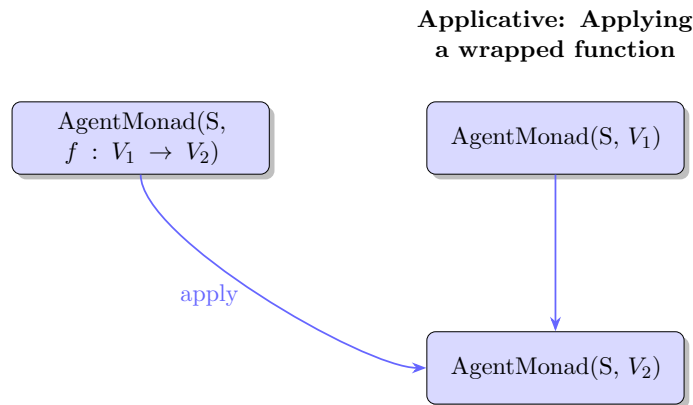 Applicative: Applying
a wrapped function
AgentMonad(S,
f : V₁ → V₂)
AgentMonad(S, V₁)
apply
AgentMonad(S, V₂)